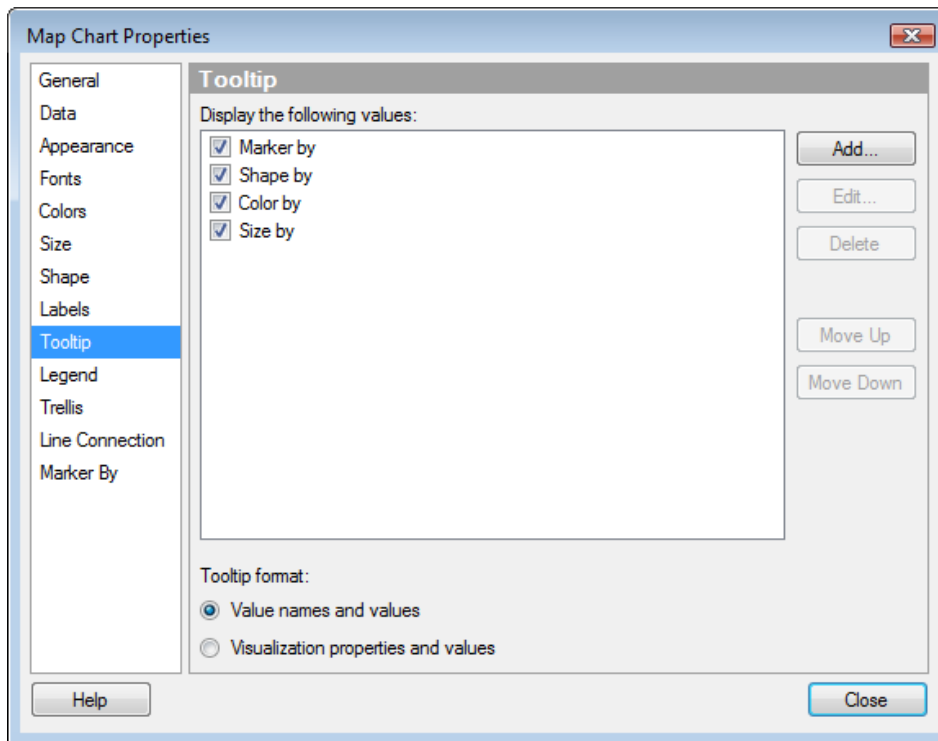 Map Chart Properties
General
Data
Appearance
Fonts
Colors
Size
Shape
Labels
Tooltip
Legend
Trellis
Line Connection
Marker By
Tooltip
Display the following values:
Marker by
Shape by
Color by
Size by
Add...
Edit...
Delete
Move Up
Move Down
Tooltip format:
Value names and values
Visualization properties and values
Help
Close